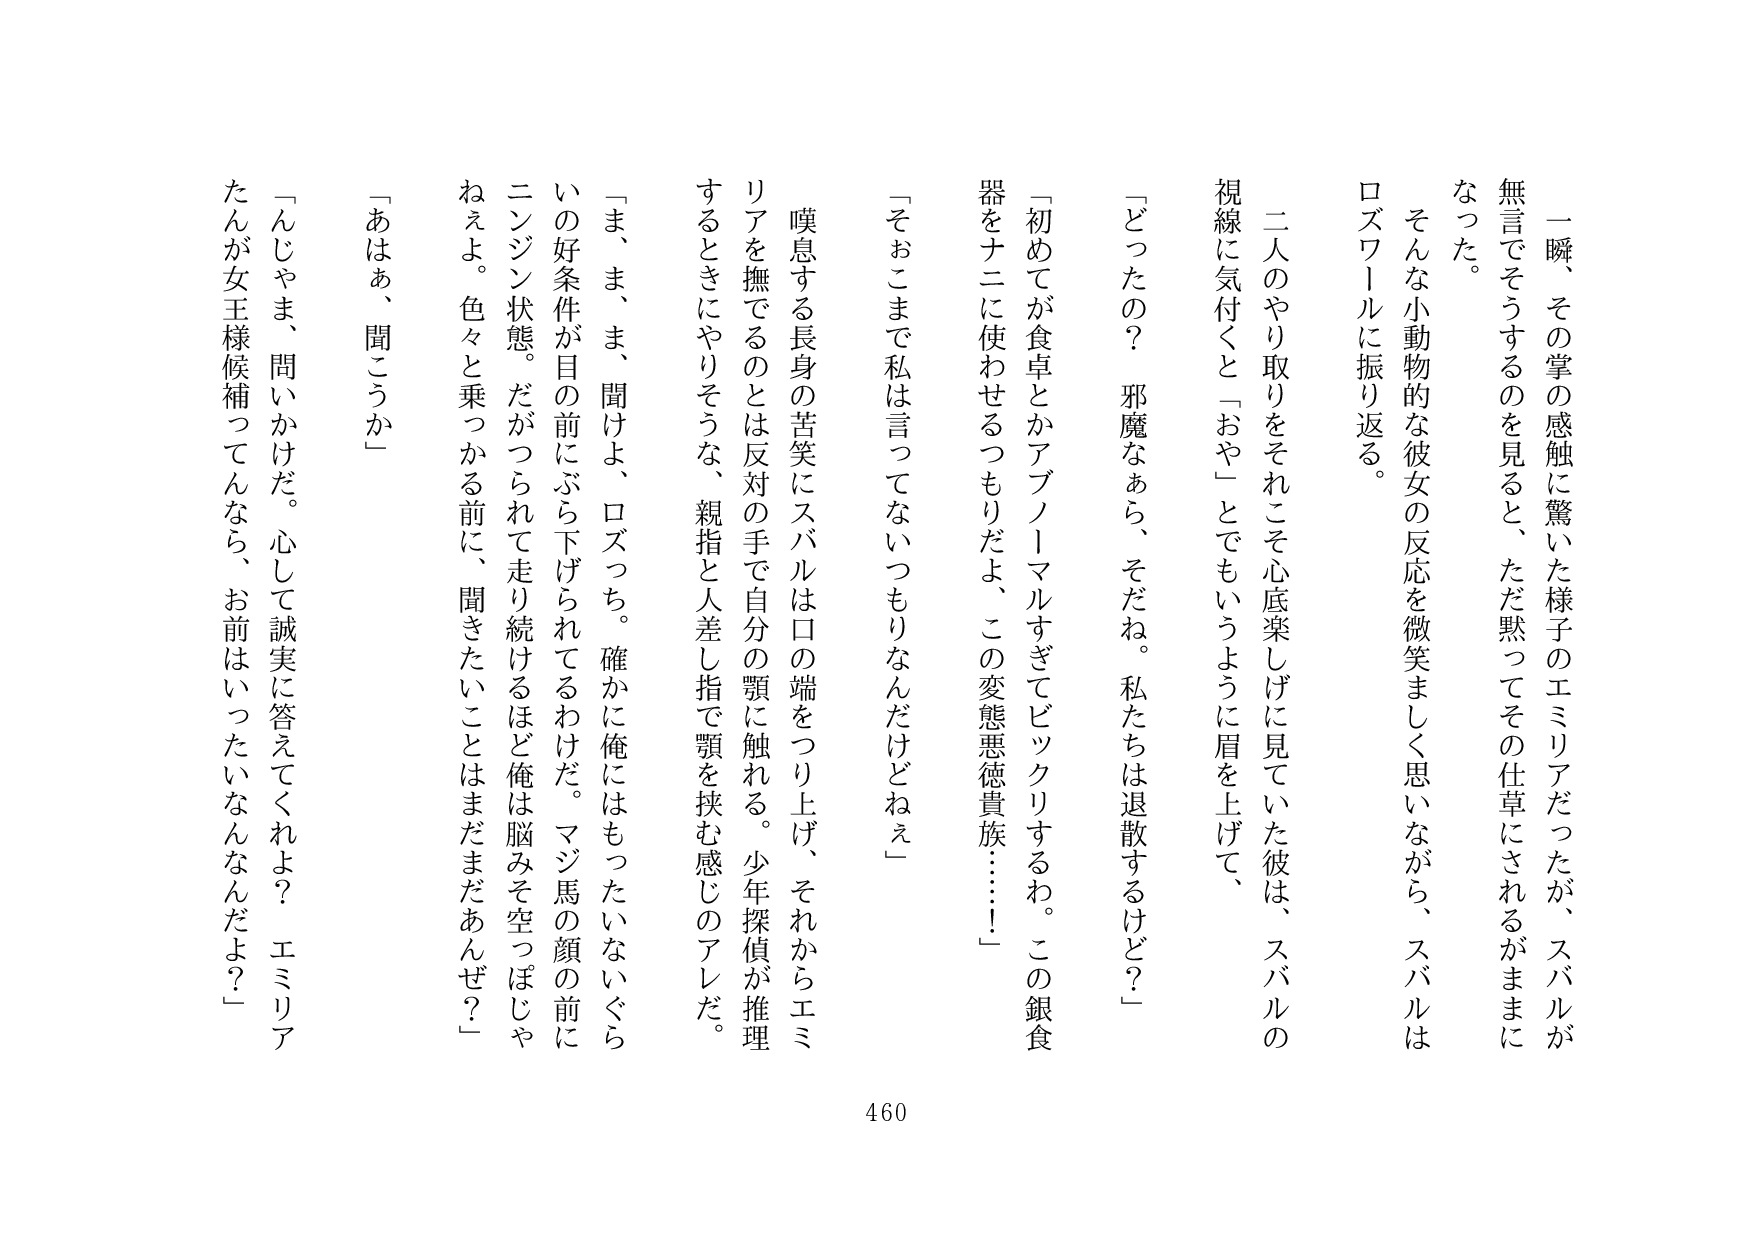 一瞬、その掌の感触に驚いた様子のエミリアだったが、スバルが
無言でそうするのを見ると、ただ黙ってその仕草にされるがままに
なった。
　そんな小動物的な彼女の反応を微笑ましく思いながら、スバルは
ロズワールに振り返る。
　二人のやり取りをそれこそ心底楽しげに見ていた彼は、スバルの
視線に気付くと「おや」とでもいうように眉を上げて、
「どったの？　邪魔なぁら、そだね。私たちは退散するけど？」
「初めてが食卓とかアブノーマルすぎてビックリするわ。この銀食
器をナニに使わせるつもりだよ、この変態悪徳貴族……！」
「そぉこまで私は言ってないつもりなんだけどねぇ」
　嘆息する長身の苦笑にスバルは口の端をつり上げ、それからエミ
リアを撫でるのとは反対の手で自分の顎に触れる。少年探偵が推理
するときにやりそうな、親指と人差し指で顎を挟む感じのアレだ。
「ま、ま、ま、聞けよ、ロズっち。確かに俺にはもったいないぐら
いの好条件が目の前にぶら下げられてるわけだ。マジ馬の顔の前に
ニンジン状態。だがつられて走り続けるほど俺は脳みそ空っぽじゃ
ねぇよ。色々と乗っかる前に、聞きたいことはまだまだあんぜ？」
「あはぁ、聞こうか」
「んじゃま、問いかけだ。心して誠実に答えてくれよ？　エミリア
たんが女王様候補ってんなら、お前はいったいなんなんだよ？」
460